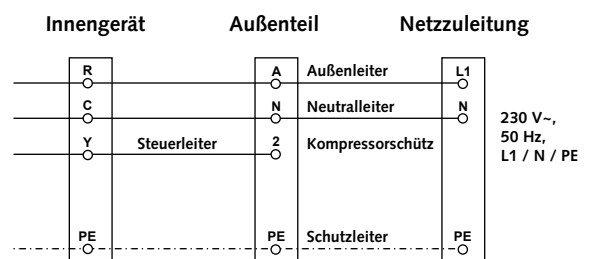 Innengerät Außenteil Netzzuleitung
R A Außenleiter L1
C N Neutralleiter N
230 V~,
50 Hz,
L1 / N / PE
Y Steuerleiter 2 Kompressorschütz
PE PE Schutzleiter PE